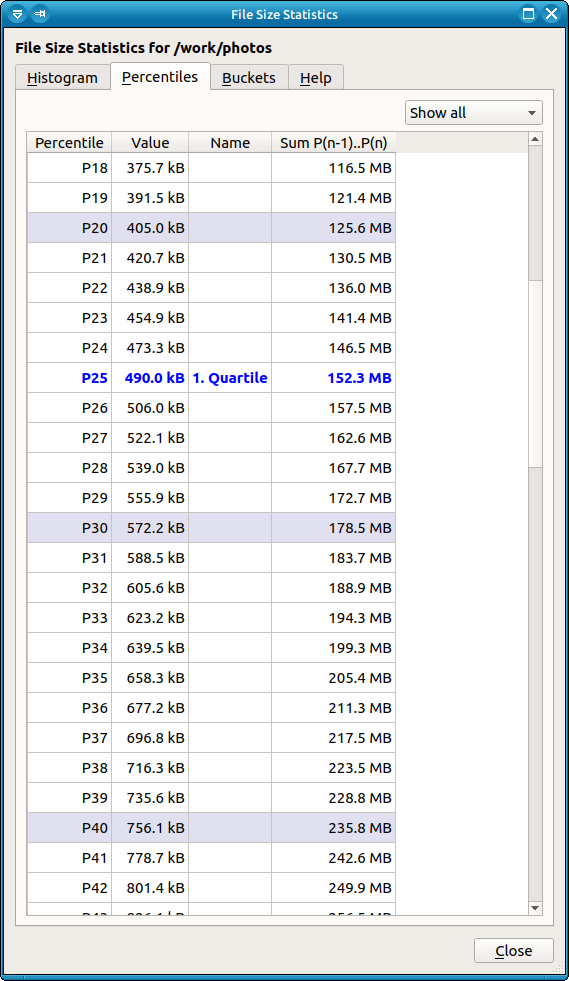 File Size Statistics
File Size Statistics for /work/photos
Histogram Percentiles Buckets Help
Show all
Percentile Value Name Sum P(n-1)..P(n)
P18 375.7 kB 116.5 MB
P19 391.5 kB 121.4 MB
P20 405.0 kB 125.6 MB
P21 420.7 kB 130.5 MB
P22 438.9 kB 136.0 MB
P23 454.9 kB 141.4 MB
P24 473.3 kB 146.5 MB
P25 490.0 kB 1. Quartile 152.3 MB
P26 506.0 kB 157.5 MB
P27 522.1 kB 162.6 MB
P28 539.0 kB 167.7 MB
P29 555.9 kB 172.7 MB
P30 572.2 kB 178.5 MB
P31 588.5 kB 183.7 MB
P32 605.6 kB 188.9 MB
P33 623.2 kB 194.3 MB
P34 639.5 kB 199.3 MB
P35 658.3 kB 205.4 MB
P36 677.2 kB 211.3 MB
P37 696.8 kB 217.5 MB
P38 716.3 kB 223.5 MB
P39 735.6 kB 228.8 MB
P40 756.1 kB 235.8 MB
P41 778.7 kB 242.6 MB
P42 801.4 kB 249.9 MB
Close